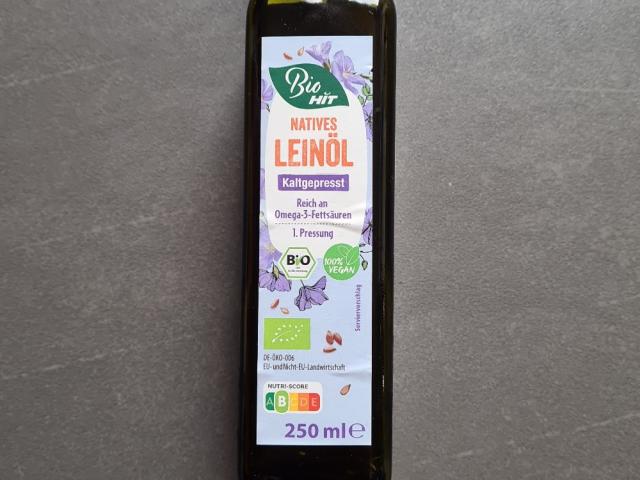 Bio
HIT
NATIVES
LEINÖL
Kaltgepresst
Reich an
Omega-3-Fettsäuren
1. Pressung
BiO
100%
VEGAN
Serviervorschlag
DE-ÖKO-006
EU- und Nicht-EU-Landwirtschaft
NUTRI-SCORE
A B C D E
250 ml e